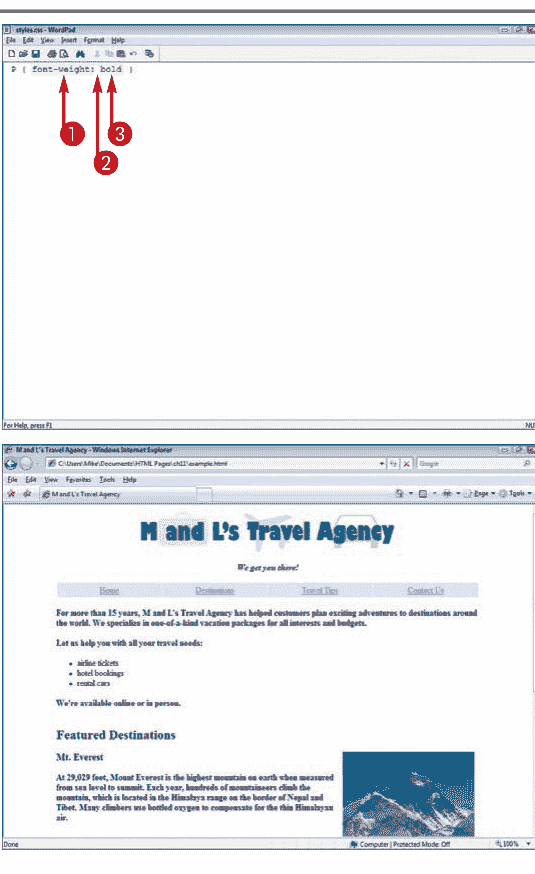 styles.css - WordPad
File Edit View Insert Format Help
P { font-weight: bold }
1
3
2
For Help, press F1
NU
M and L's Travel Agency - Windows Internet Explorer
C:\Users\Mike\Documents\HTML Pages\ch11\example.html
Google
File Edit View Favorites Tools Help
M and L's Travel Agency
Page Tools
M and L's Travel Agency
We get you there!
Home Destinations Travel Tips Contact Us
For more than 15 years, M and L's Travel Agency has helped customers plan exciting adventures to destinations around
the world. We specialize in one-of-a-kind vacation packages for all interests and budgets.
Let us help you with all your travel needs:
• airline tickets
• hotel bookings
• rental cars
We're available online or in person.
Featured Destinations
Mt. Everest
At 29,029 feet, Mount Everest is the highest mountain on earth when measured
from sea level to summit. Each year, hundreds of mountaineers climb the
mountain, which is located in the Himalaya range on the border of Nepal and
Tibet. Many climbers use bottled oxygen to compensate for the thin Himalayan
air.
Done
Computer | Protected Mode: Off
100%